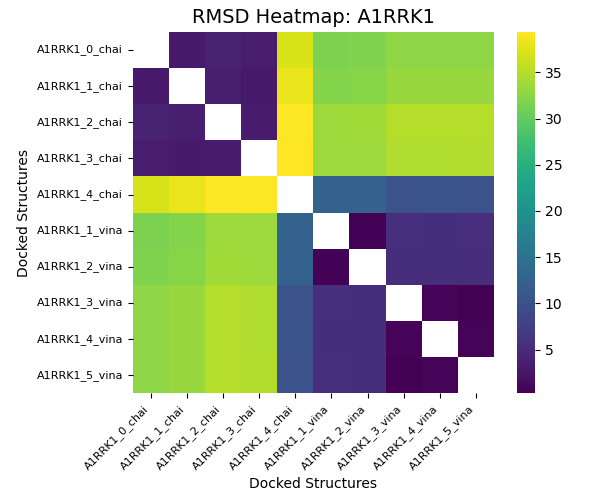 RMSD Heatmap: A1RRK1
Docked Structures
A1RRK1_0_chai
A1RRK1_1_chai
A1RRK1_2_chai
A1RRK1_3_chai
A1RRK1_4_chai
A1RRK1_1_vina
A1RRK1_2_vina
A1RRK1_3_vina
A1RRK1_4_vina
A1RRK1_5_vina
35
30
25
20
15
10
5
A1RRK1_0_chai
A1RRK1_1_chai
A1RRK1_2_chai
A1RRK1_3_chai
A1RRK1_4_chai
A1RRK1_1_vina
A1RRK1_2_vina
A1RRK1_3_vina
A1RRK1_4_vina
A1RRK1_5_vina
Docked Structures